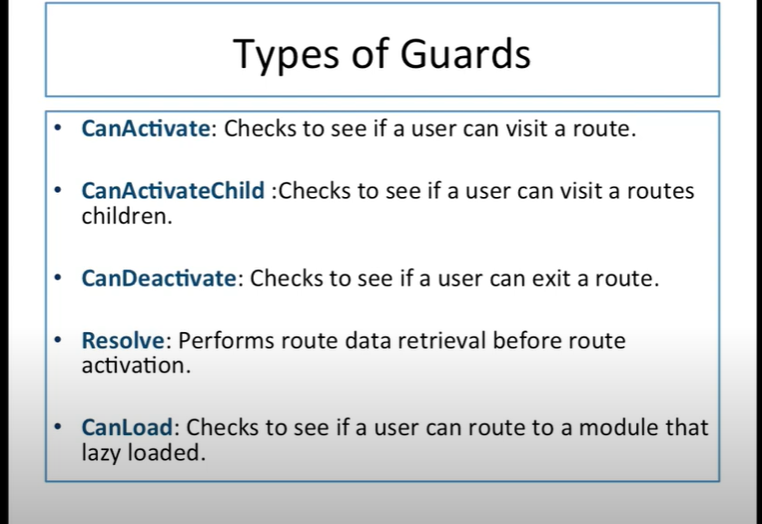 Types of Guards
• CanActivate: Checks to see if a user can visit a route.
• CanActivateChild :Checks to see if a user can visit a routes
children.
• CanDeactivate: Checks to see if a user can exit a route.
• Resolve: Performs route data retrieval before route
activation.
• CanLoad: Checks to see if a user can route to a module that
lazy loaded.